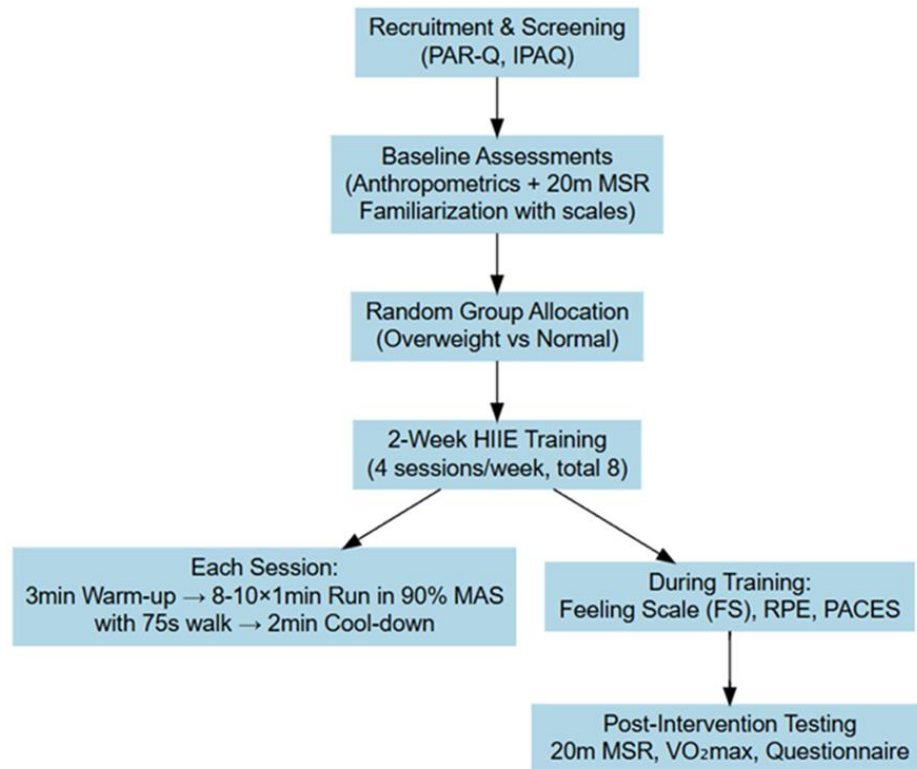 Recruitment & Screening
(PAR-Q, IPAQ)
Baseline Assessments
(Anthropometrics + 20m MSR
Familiarization with scales)
Random Group Allocation
(Overweight vs Normal)
2-Week HIIE Training
(4 sessions/week, total 8)
Each Session:
3min Warm-up → 8-10×1min Run in 90% MAS
with 75s walk → 2min Cool-down
During Training:
Feeling Scale (FS), RPE, PACES
Post-Intervention Testing
20m MSR, VO₂max, Questionnaire